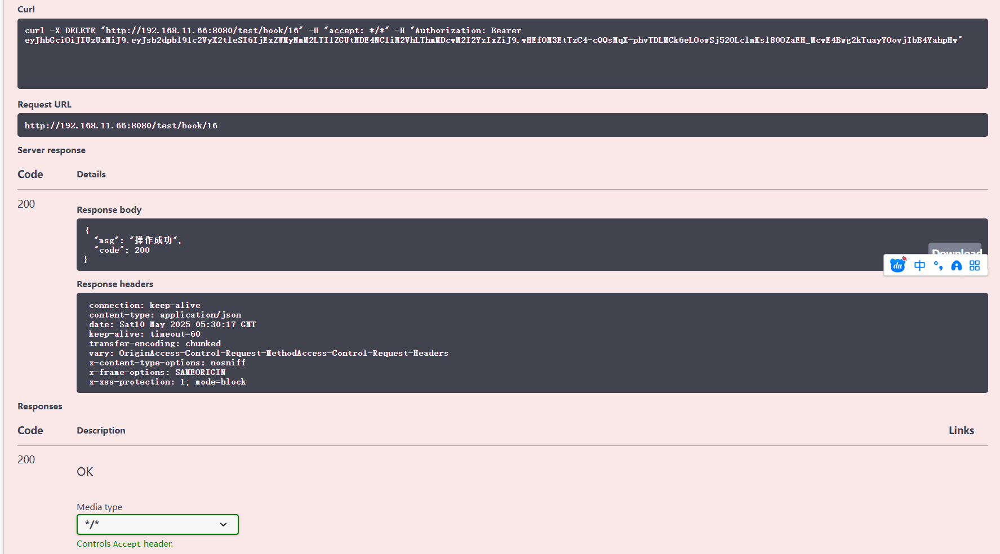 Curl
curl -X DELETE "http://192.168.11.66:8080/test/book/16" -H "accept: */*" -H "Authorization: Bearer
eyJhbGciOiJIUzUxMiJ9.eyJsb2dpbl91c2VyX2tleSI6IjExZWMyNmM2LTI1ZGUtNDE4NC1iM2VhLThmMDcwM2I2YzIxZiJ9.wHEfOM3EtTzC4-cQQsMqX-phvTDLMCk6eLOowSj52OLclmKsl80OZaEH_McwE4Bwg2kTuayYOovjIbB4YahpHw"
Request URL
http://192.168.11.66:8080/test/book/16
Server response
Code Details
200
Response body
{
"msg": "操作成功",
"code": 200
}
Download
du 中
Response headers
connection: keep-alive
content-type: application/json
date: Sat10 May 2025 05:30:17 GMT
keep-alive: timeout=60
transfer-encoding: chunked
vary: OriginAccess-Control-Request-MethodAccess-Control-Request-Headers
x-content-type-options: nosniff
x-frame-options: SAMEORIGIN
x-xss-protection: 1; mode=block
Responses
Code Description Links
200
OK
Media type
*/*
Controls Accept header.